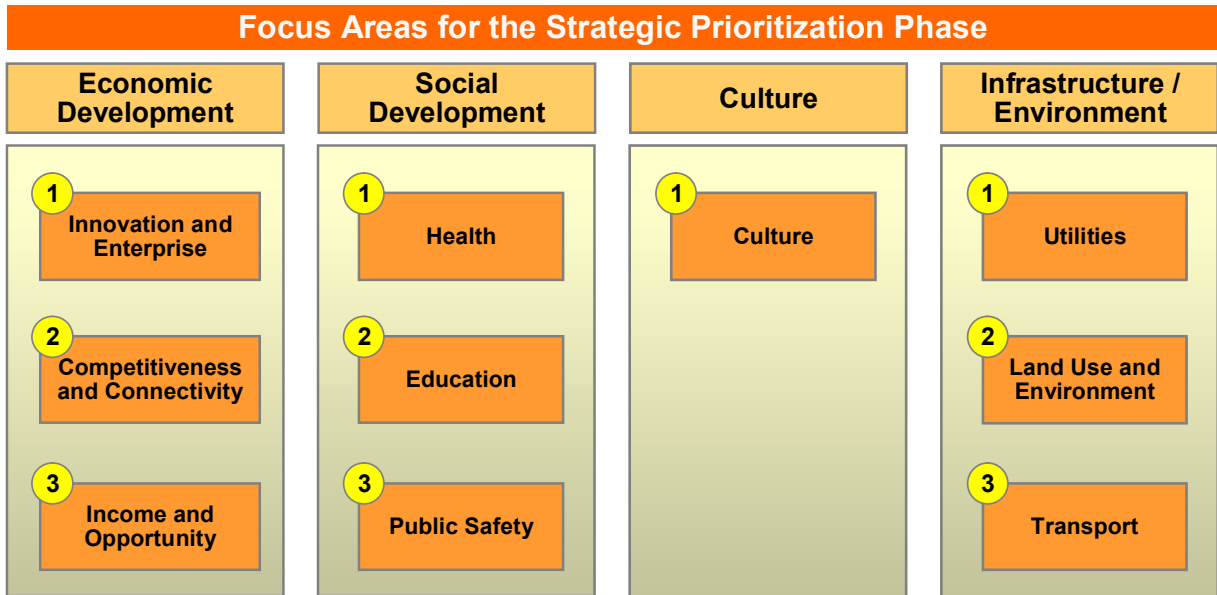 Focus Areas for the Strategic Prioritization Phase
Economic
Development
1
Innovation and
Enterprise
2
Competitiveness
and Connectivity
3
Income and
Opportunity
Social
Development
1
Health
2
Education
3
Public Safety
Culture
1
Culture
Infrastructure /
Environment
1
Utilities
2
Land Use and
Environment
3
Transport